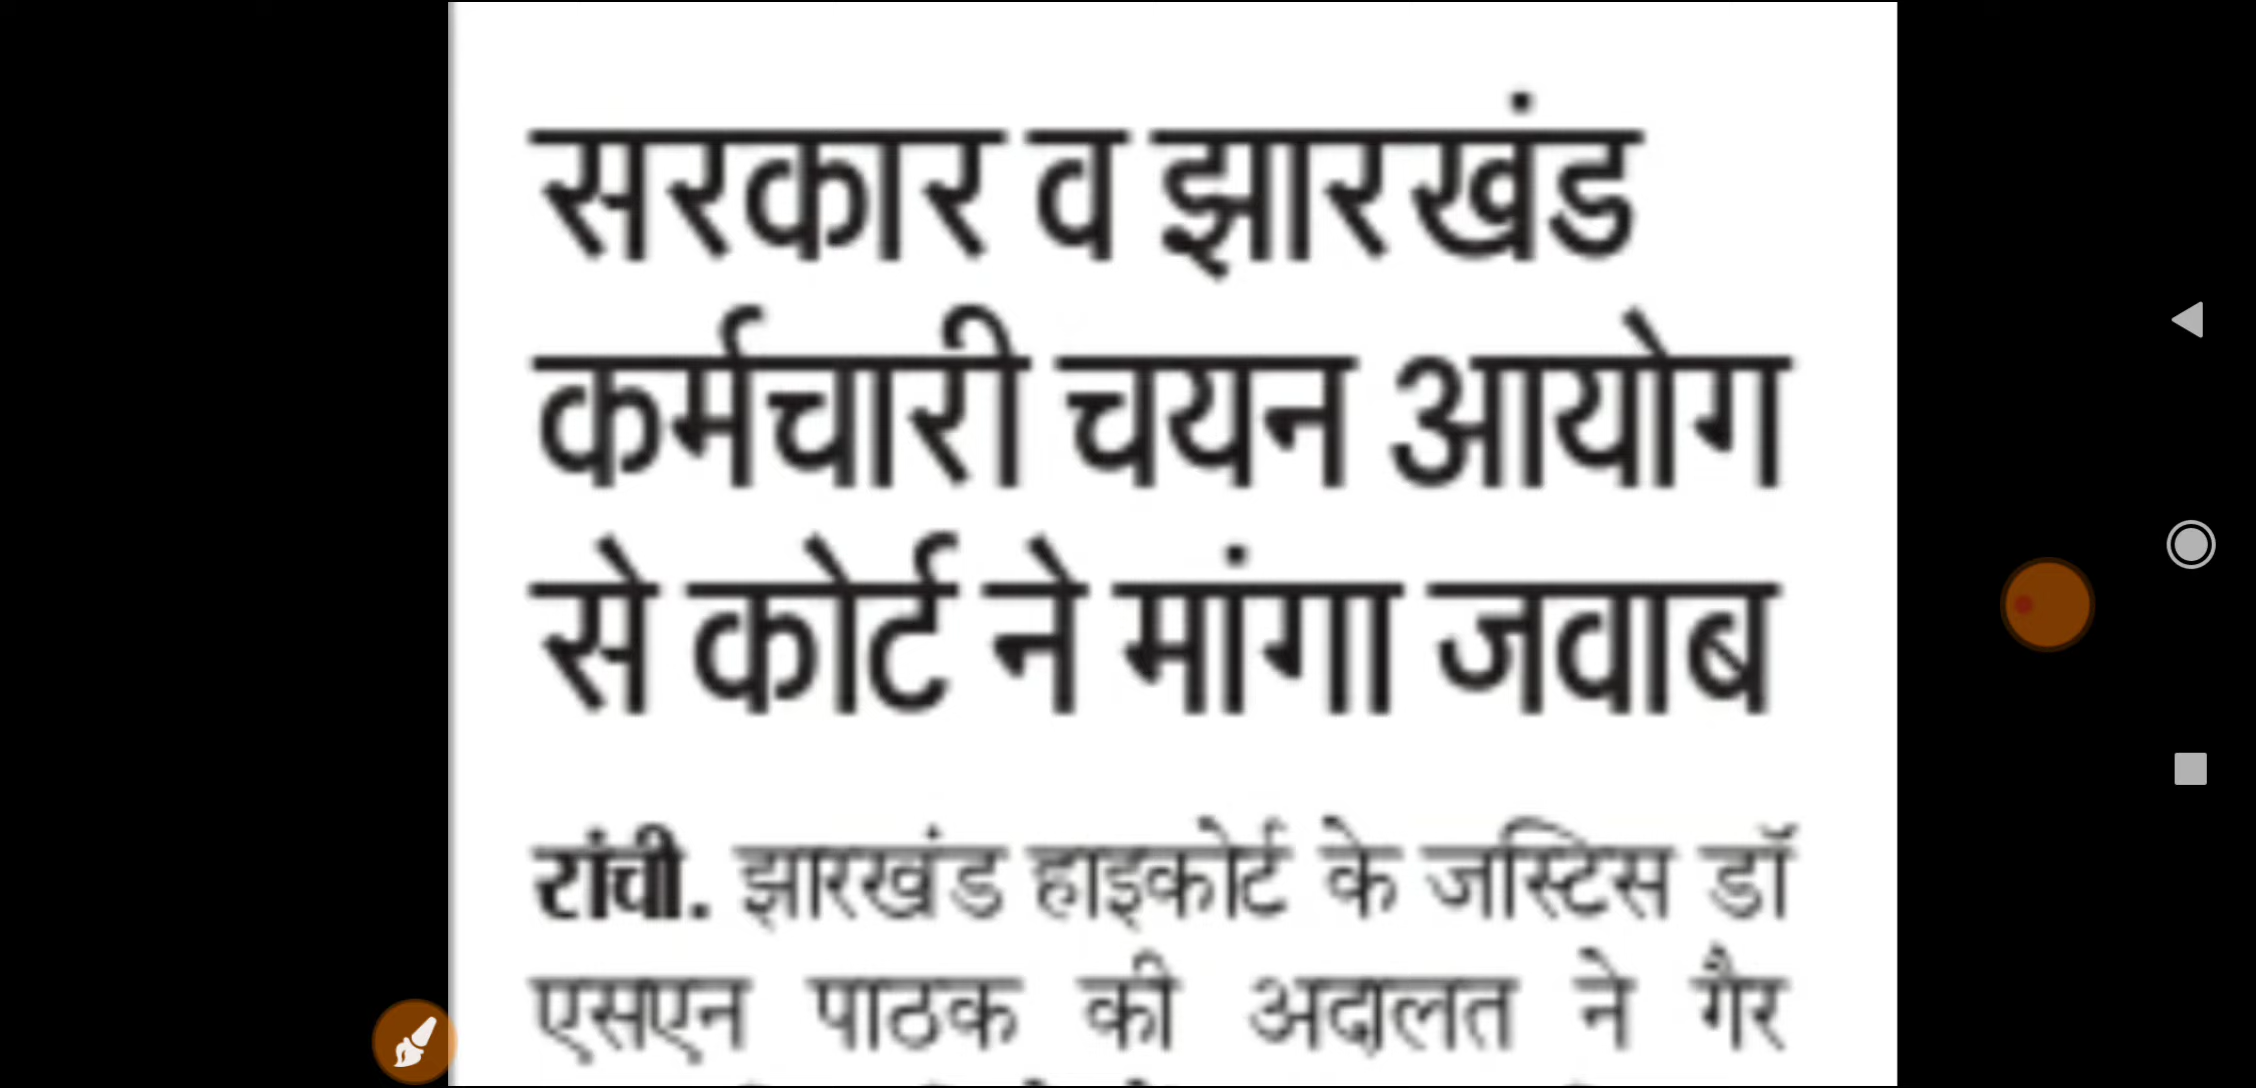 सरकार व झारखंड
कर्मचारी चयन आयोग
से कोर्ट ने मांगा जवाब
रांची. झारखंड हाइकोर्ट के जस्टिस डॉ
एसएन पाठक की अदालत ने गैर